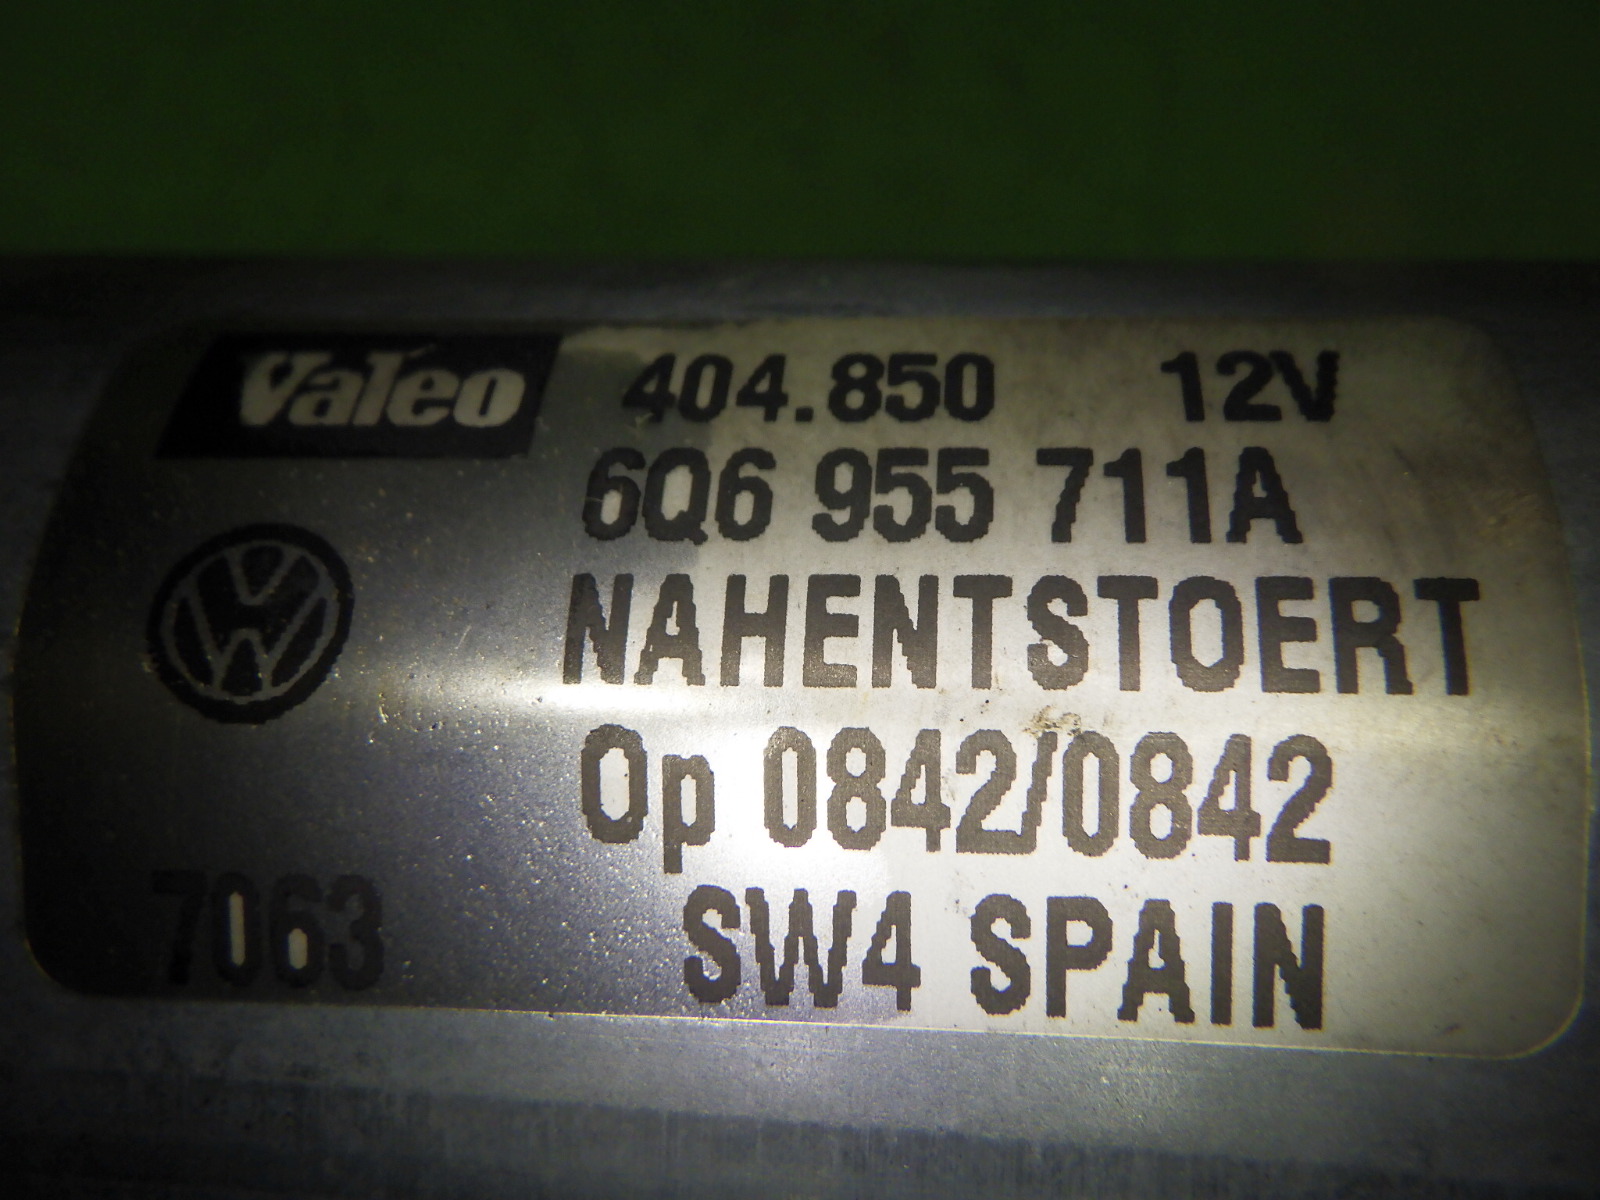 Valeo 404.850 12V
6Q6 955 711A
NAHENTSTOERT
Op 0842/0842
7063 SW4 SPAIN